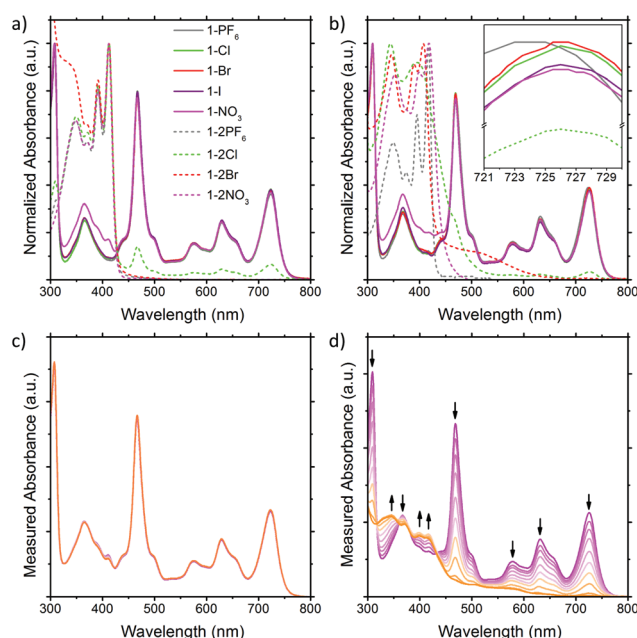 a)
1-PF6
1-Cl
1-Br
1-I
1-NO3
1-2PF6
1-2Cl
1-2Br
1-2NO3
Normalized Absorbance (a.u.)
300 400 500 600 700 800
Wavelength (nm)
b)
721 723 725 727 729
Normalized Absorbance (a.u.)
300 400 500 600 700 800
Wavelength (nm)
c)
Measured Absorbance (a.u.)
300 400 500 600 700 800
Wavelength (nm)
d)
Measured Absorbance (a.u.)
300 400 500 600 700 800
Wavelength (nm)